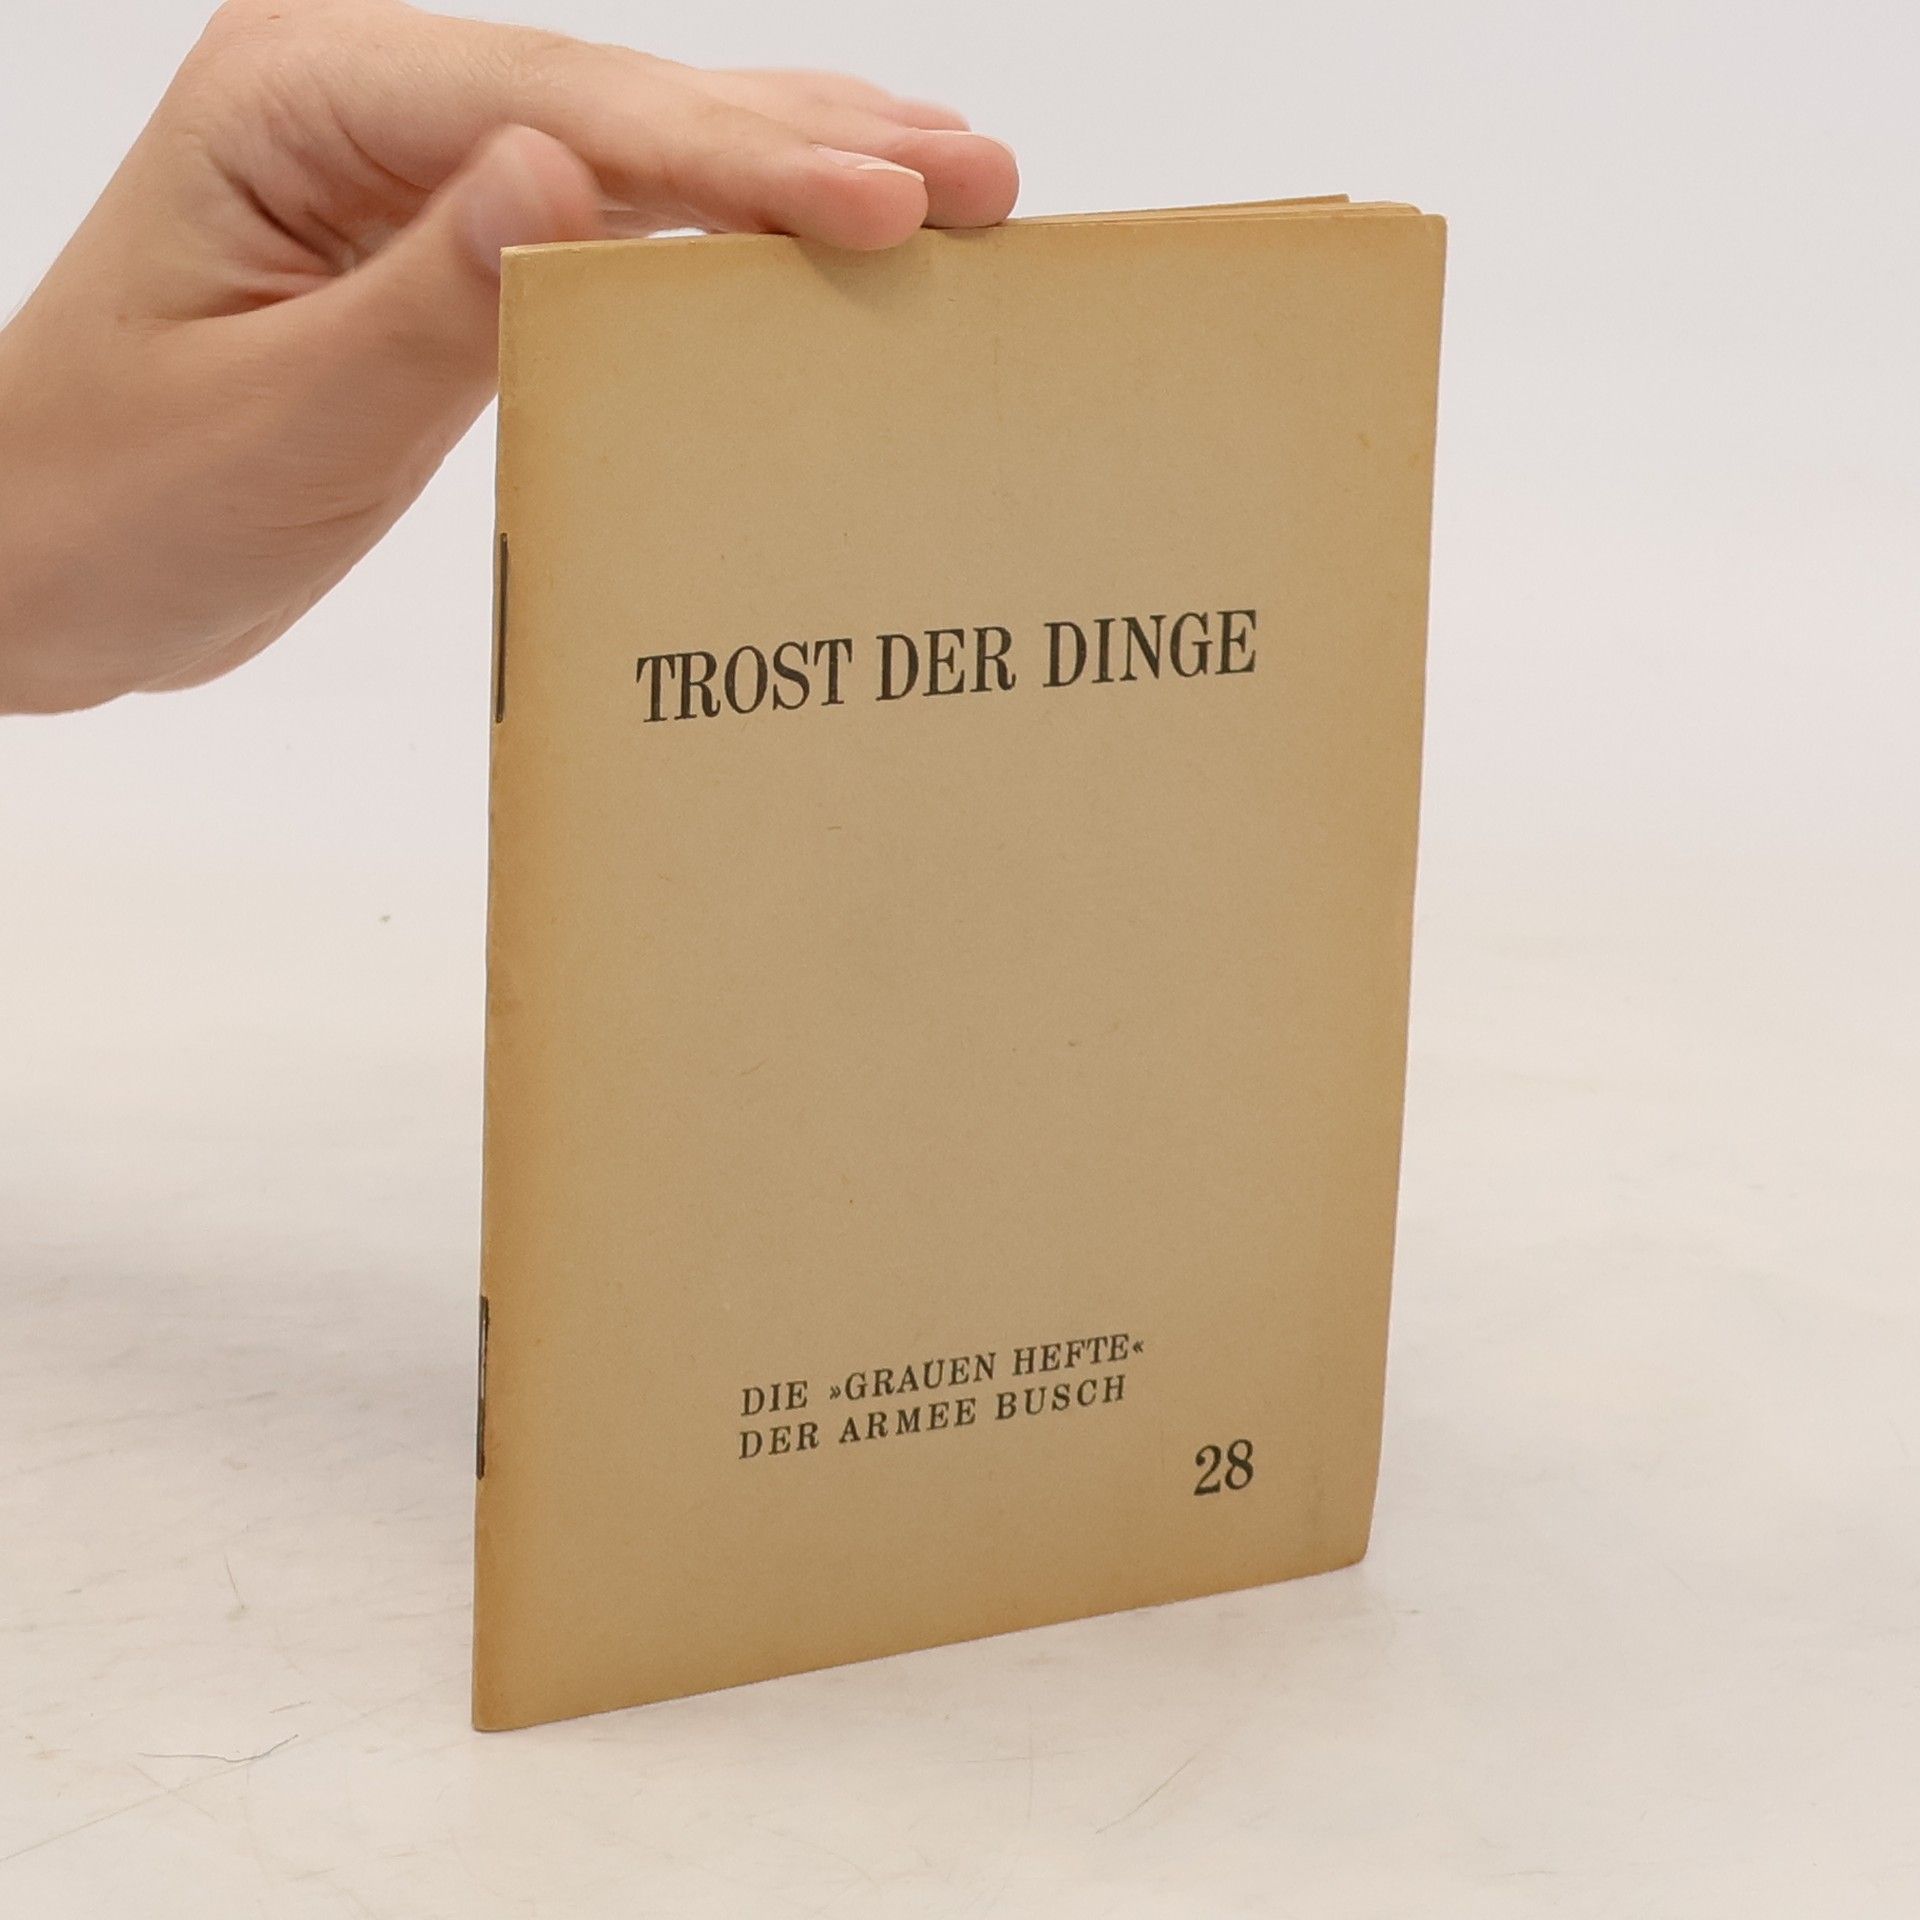 TROST DER DINGE
DIE »GRAUEN HEFTE«
DER ARMEE BUSCH
28